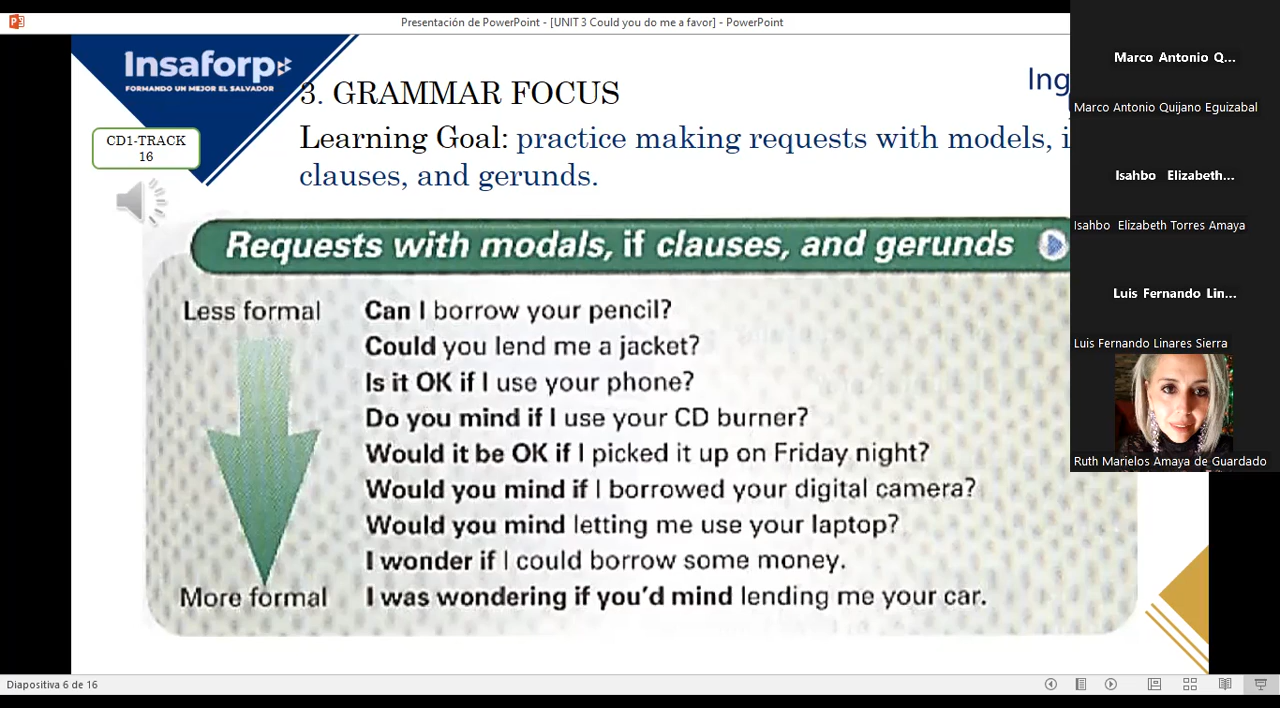 Presentación de PowerPoint - [UNIT 3 Could you do me a favor] - PowerPoint
Insaforp
FORMANDO UN MEJOR EL SALVADOR
Ing
3. GRAMMAR FOCUS
CD1-TRACK
16
Learning Goal: practice making requests with models, i
clauses, and gerunds.
Requests with modals, if clauses, and gerunds
Less formal
Can I borrow your pencil?
Could you lend me a jacket?
Is it OK if I use your phone?
Do you mind if I use your CD burner?
Would it be OK if I picked it up on Friday night?
Would you mind if I borrowed your digital camera?
Would you mind letting me use your laptop?
I wonder if I could borrow some money.
More formal
I was wondering if you'd mind lending me your car.
Marco Antonio Q...
Marco Antonio Quijano Eguizabal
Isahbo Elizabeth...
Isahbo Elizabeth Torres Amaya
Luis Fernando Lin...
Luis Fernando Linares Sierra
Ruth Marielos Amaya de Guardado
Diapositiva 6 de 16